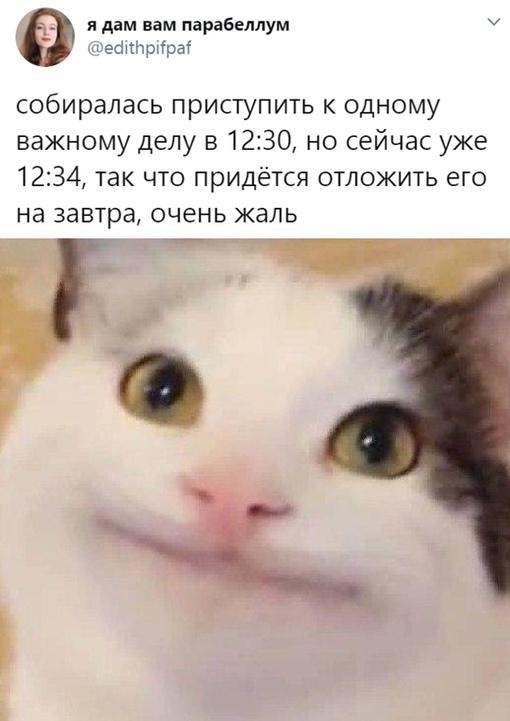 я дам вам парабеллум
@edithpifpaf
собиралась приступить к одному
важному делу в 12:30, но сейчас уже
12:34, так что придётся отложить его
на завтра, очень жаль